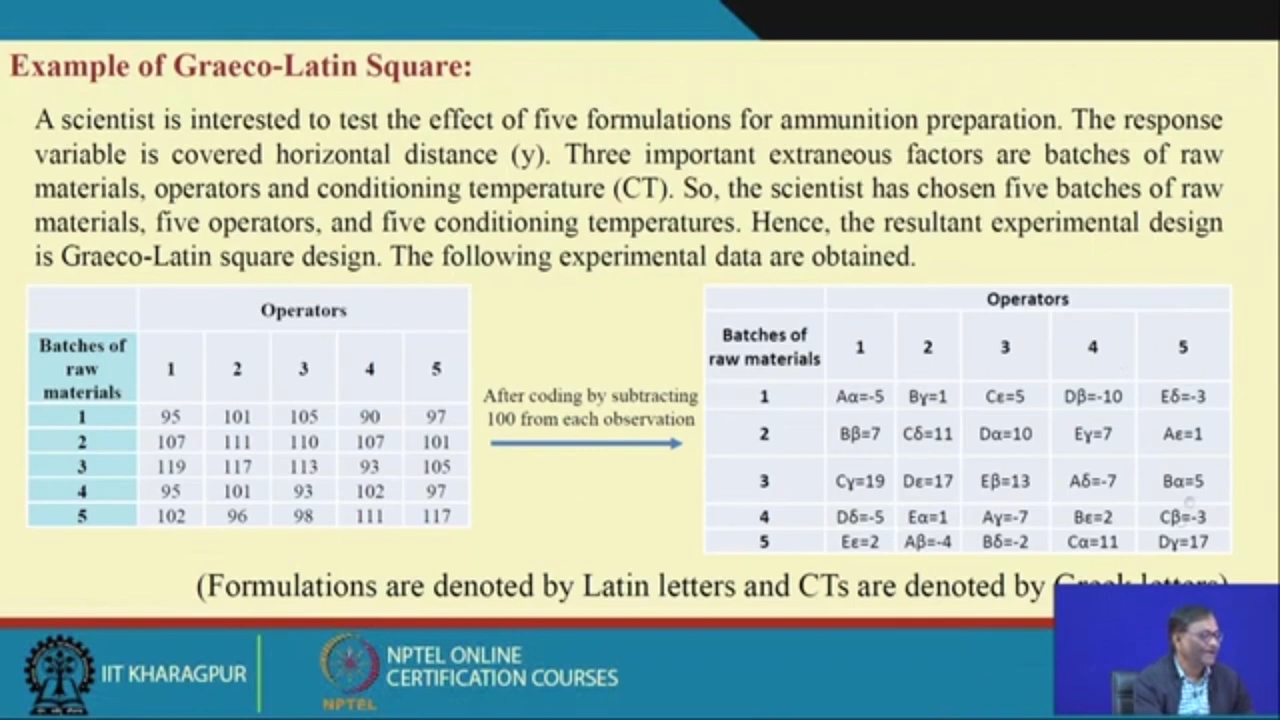 Example of Graeco-Latin Square:
A scientist is interested to test the effect of five formulations for ammunition preparation. The response
variable is covered horizontal distance (y). Three important extraneous factors are batches of raw
materials, operators and conditioning temperature (CT). So, the scientist has chosen five batches of raw
materials, five operators, and five conditioning temperatures. Hence, the resultant experimental design
is Graeco-Latin square design. The following experimental data are obtained.
Operators
Batches of
raw
materials
1 2 3 4 5
1 95 101 105 90 97
2 107 111 110 107 101
3 119 117 113 93 105
4 95 101 93 102 97
5 102 96 98 111 117
After coding by subtracting
100 from each observation
Operators
Batches of
raw materials
1 2 3 4 5
1 Aα=-5 Bγ=1 Cε=5 Dβ=-10 Eδ=-3
2 Bβ=7 Cδ=11 Dα=10 Eγ=7 Aε=1
3 Cγ=19 Dε=17 Eβ=13 Aδ=-7 Bα=5
4 Dδ=-5 Eα=1 Aγ=-7 Bε=2 Cβ=-3
5 Eε=2 Aβ=-4 Bδ=-2 Cα=11 Dγ=17
(Formulations are denoted by Latin letters and CTs are denoted by Greek letters)
IIT KHARAGPUR
NPTEL
NPTEL ONLINE
CERTIFICATION COURSES